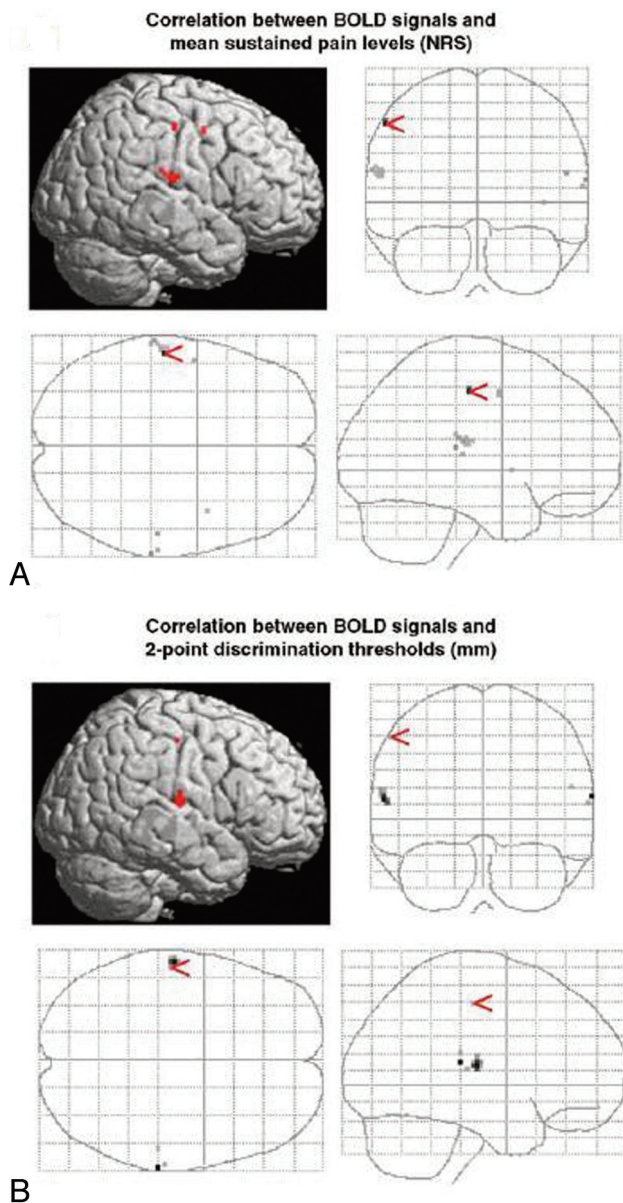 Correlation between BOLD signals and
mean sustained pain levels (NRS)
A
Correlation between BOLD signals and
2-point discrimination thresholds (mm)
B